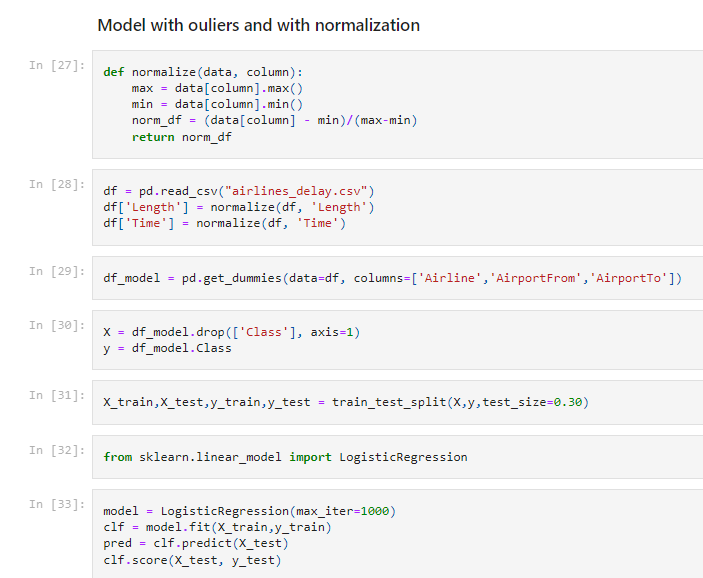 Model with ouliers and with normalization
In [27]:
def normalize(data, column):
    max = data[column].max()
    min = data[column].min()
    norm_df = (data[column] - min)/(max-min)
    return norm_df
In [28]:
df = pd.read_csv("airlines_delay.csv")
df['Length'] = normalize(df, 'Length')
df['Time'] = normalize(df, 'Time')
In [29]:
df_model = pd.get_dummies(data=df, columns=['Airline','AirportFrom','AirportTo'])
In [30]:
X = df_model.drop(['Class'], axis=1)
y = df_model.Class
In [31]:
X_train,X_test,y_train,y_test = train_test_split(X,y,test_size=0.30)
In [32]:
from sklearn.linear_model import LogisticRegression
In [33]:
model = LogisticRegression(max_iter=1000)
clf = model.fit(X_train,y_train)
pred = clf.predict(X_test)
clf.score(X_test, y_test)